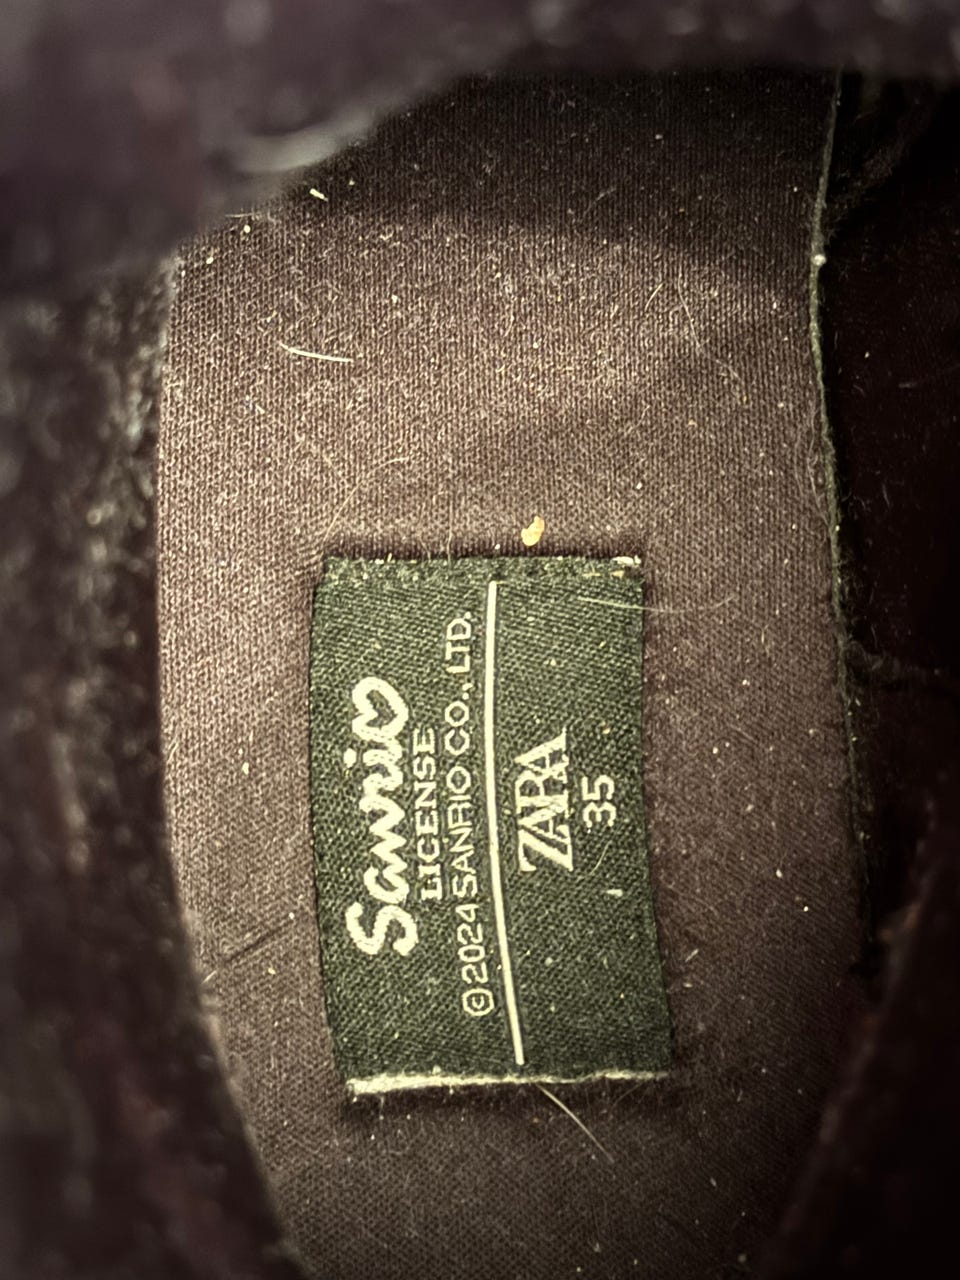 Sanrio
LICENSE
©2024 SANRIO CO., LTD.
ZARA
35